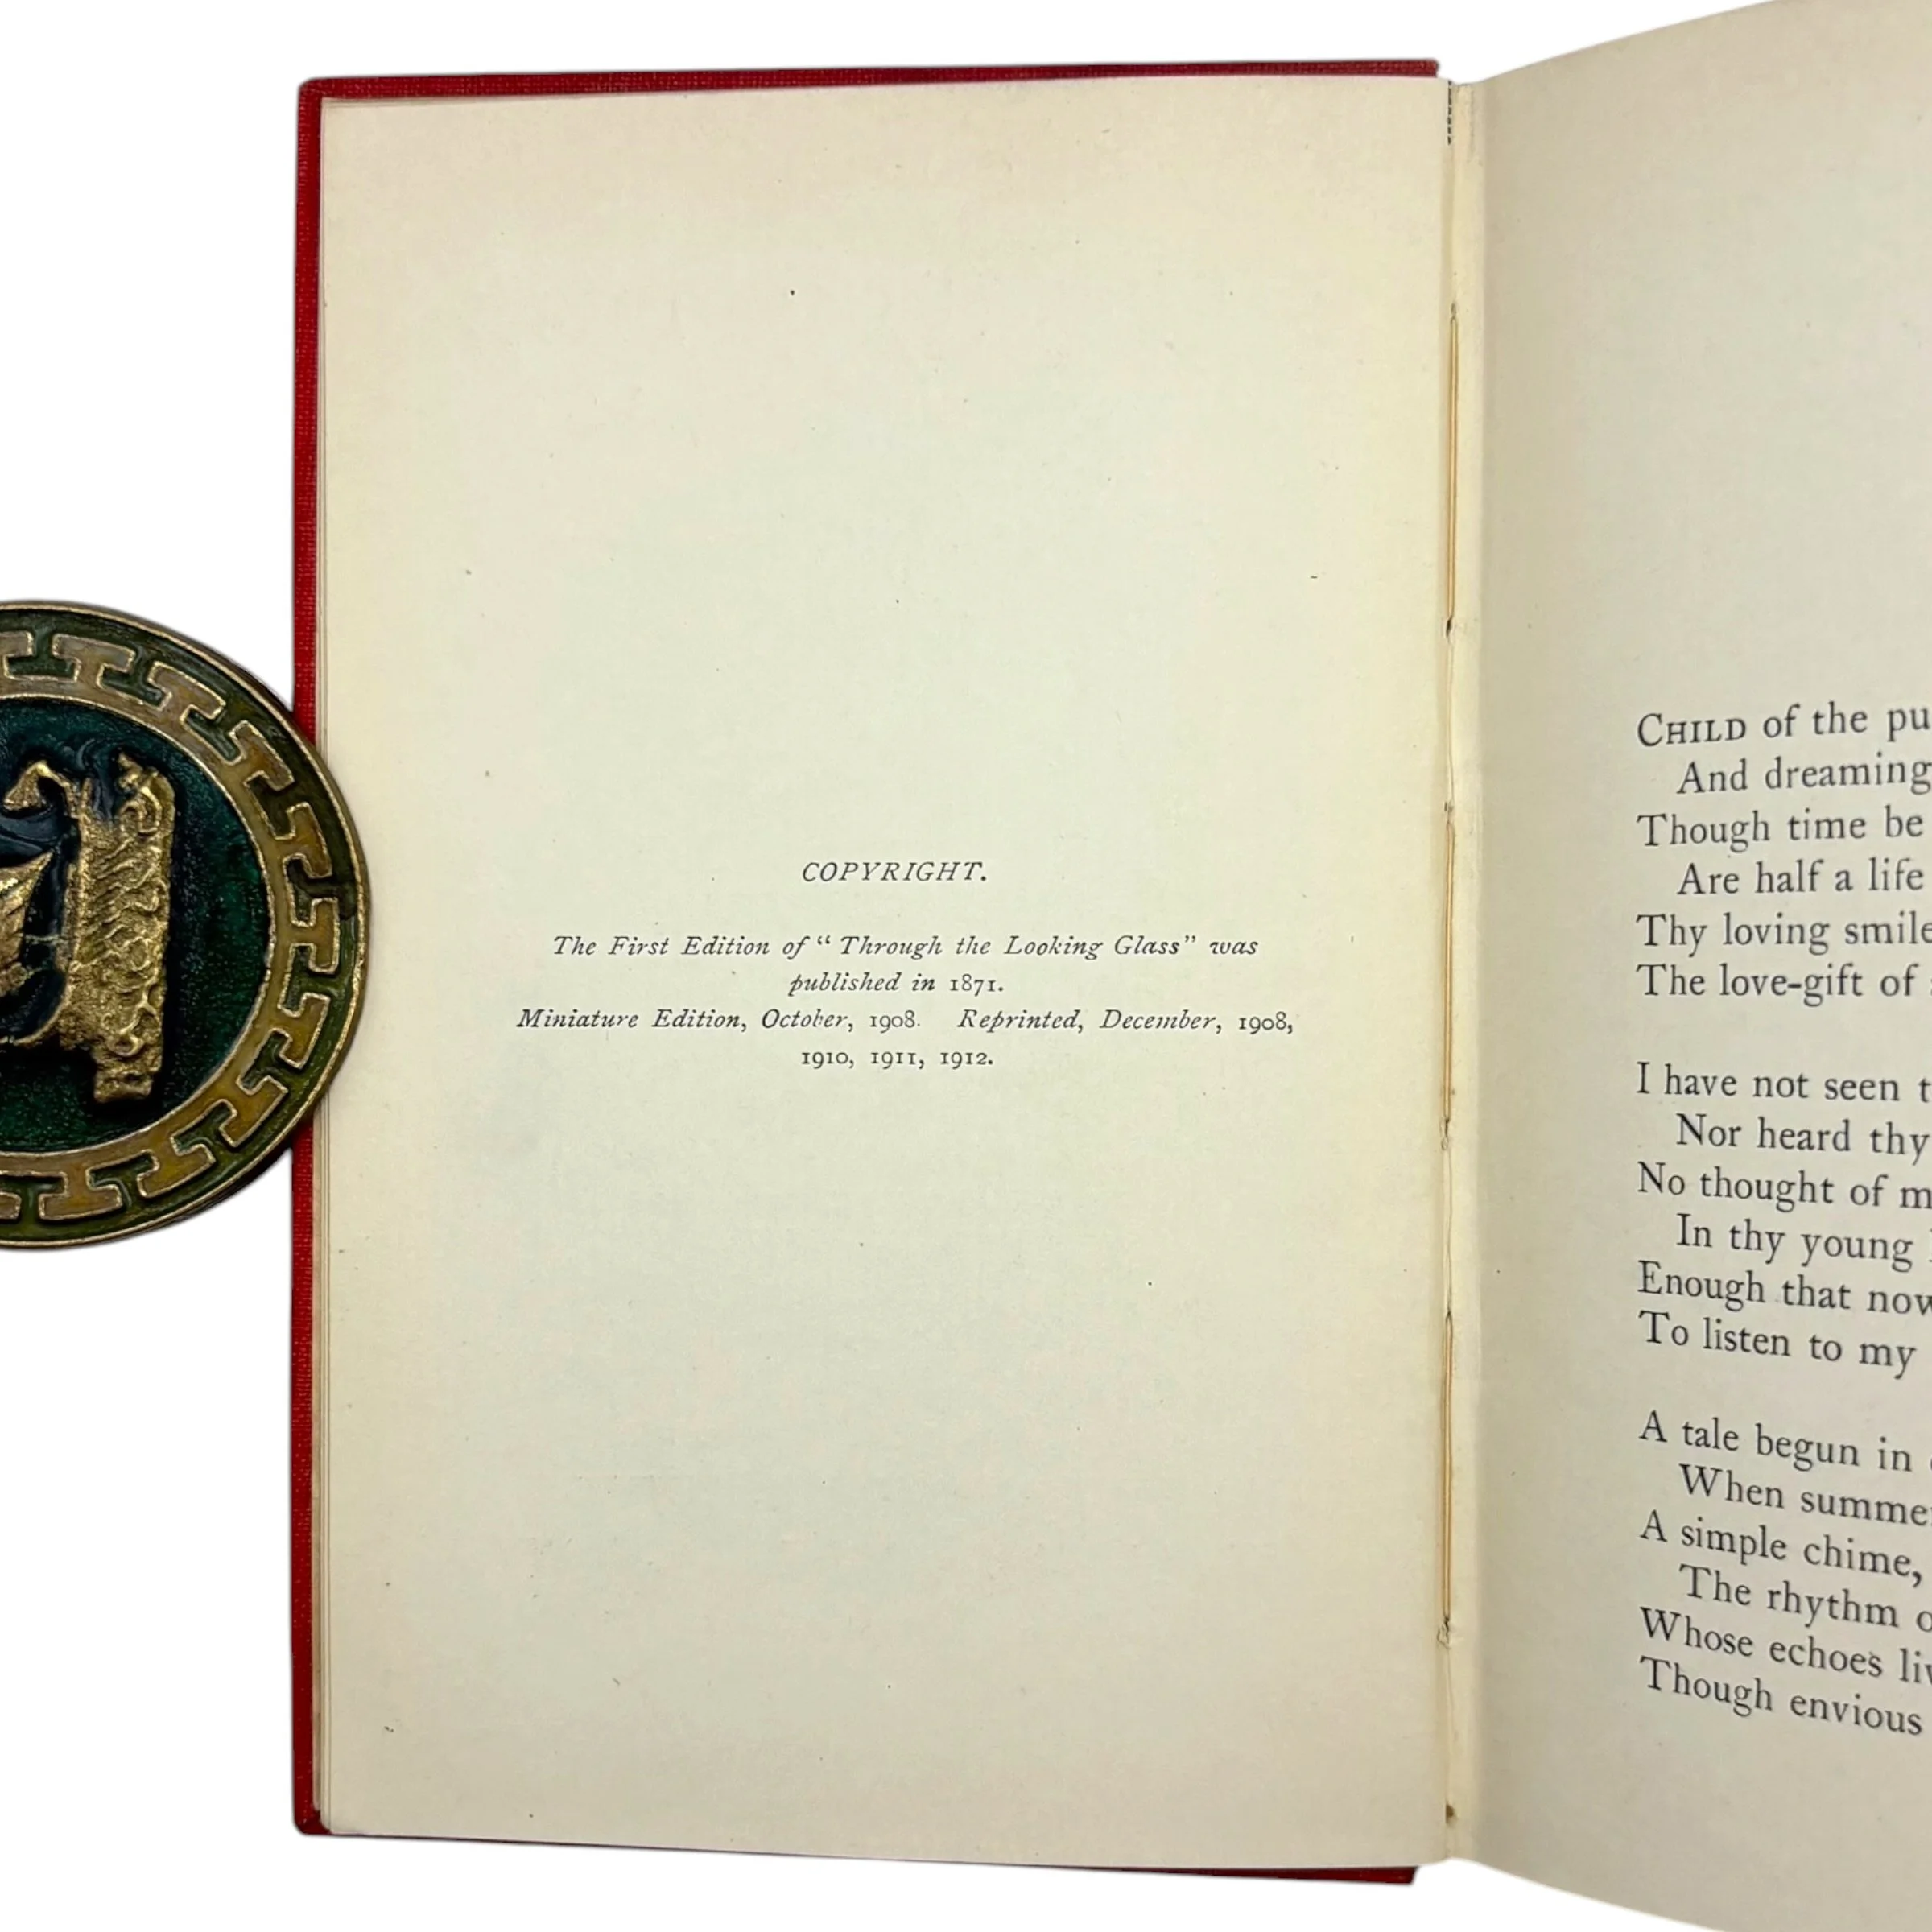 COPYRIGHT.
The First Edition of “Through the Looking Glass” was
published in 1871.
Miniature Edition, October, 1908. Reprinted, December, 1908,
1910, 1911, 1912.
CHILD of the
And dreaming
Though time be
Are half a life
Thy loving smile
The love-gift of
I have not seen
Nor heard thy
No thought of
In thy young
Enough that now
To listen to my
A tale begun in
When summer
A simple chime,
The rhythm
Whose echoes
Though envious